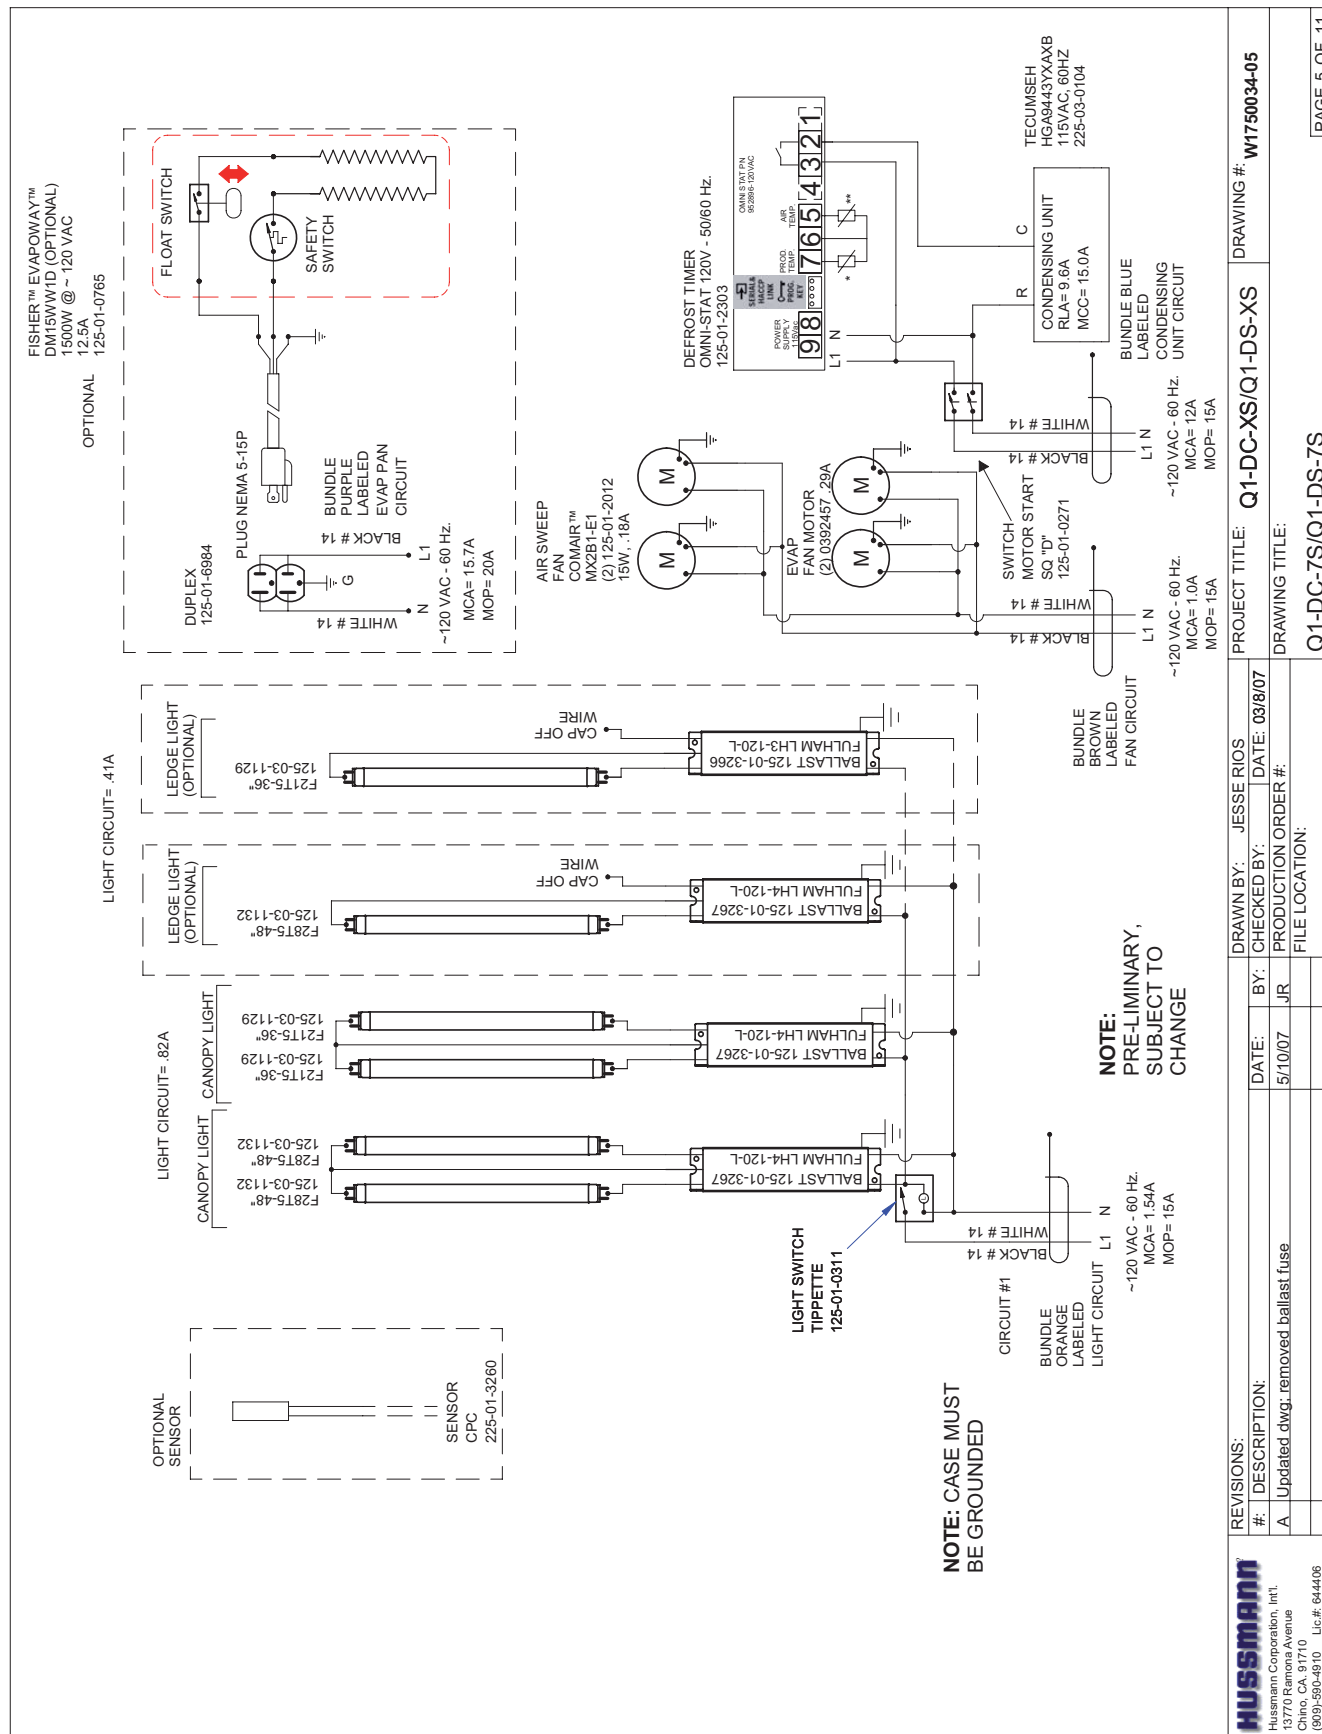 OPTIONAL
SENSOR
SENSOR
CPC
225-01-3260
LIGHT CIRCUIT= .82A
CANOPY LIGHT
F28T5-48"
125-03-1132
F28T5-48"
125-03-1132
CANOPY LIGHT
F21T5-36"
125-03-1129
F21T5-36"
125-03-1129
LIGHT CIRCUIT= .41A
LEDGE LIGHT
(OPTIONAL)
F28T5-48"
125-03-1132
CAP OFF
WIRE
LEDGE LIGHT
(OPTIONAL)
F21T5-36"
125-03-1129
CAP OFF
WIRE
BALLAST 125-01-3267
FULHAM LH4-120-L
BALLAST 125-01-3267
FULHAM LH4-120-L
BALLAST 125-01-3267
FULHAM LH4-120-L
BALLAST 125-01-3266
FULHAM LH3-120-L
LIGHT SWITCH
TIPPETTE
125-01-0311
L
BLACK # 14
WHITE # 14
CIRCUIT #1
BUNDLE
ORANGE
LABELED
LIGHT CIRCUIT
L1 N
~120 VAC - 60 Hz.
MCA= 1.54A
MOP= 15A
NOTE: CASE MUST
BE GROUNDED
NOTE:
PRE-LIMINARY,
SUBJECT TO
CHANGE
FISHER™ EVAPOWAY™
DM15WW1D (OPTIONAL)
1500W @ ~ 120 VAC
12.5A
125-01-0765
OPTIONAL
FLOAT SWITCH
SAFETY
SWITCH
DUPLEX
125-01-6984
PLUG NEMA 5-15P
G
BUNDLE
PURPLE
LABELED
EVAP PAN
CIRCUIT
WHITE # 14
BLACK # 14
N L1
~120 VAC - 60 Hz.
MCA= 15.7A
MOP= 20A
AIR SWEEP
FAN
COMAIR™
MX2B1-E1
(2) 125-01-2012
15W, .18A
M M
EVAP
FAN MOTOR
(2) 0392457 .29A
M M
SWITCH
MOTOR START
SQ "D"
125-01-0271
BLACK # 14
WHITE # 14
BUNDLE
BROWN
LABELED
FAN CIRCUIT
L1 N
~120 VAC - 60 Hz.
MCA= 1.0A
MOP= 15A
DEFROST TIMER
OMNI-STAT 120V - 50/60 Hz.
125-01-2303
OMNISTAT PN
952896-120VAC
POWER
SUPPLY
115Vac
SERIAL&
HACCP
LINK
PROG.
KEY
PROD.
TEMP.
AIR
TEMP.
9 8 7 6 5 4 3 2 1
L1 N
* **
R C
CONDENSING UNIT
RLA= 9.6A
MCC= 15.0A
TECUMSEH
HGA9443YXAXB
115VAC, 60HZ
225-03-0104
BLACK # 14
WHITE # 14
BUNDLE BLUE
LABELED
CONDENSING
UNIT CIRCUIT
L1 N
~120 VAC - 60 Hz.
MCA= 12A
MOP= 15A
HUSSMANN
Hussmann Corporation, Int'l.
13770 Ramona Avenue
Chino, CA. 91710
(909)-590-4910 Lic.#: 644406
REVISIONS:
#: DESCRIPTION: DATE: BY:
A Updated dwg; removed ballast fuse 5/10/07 JR
DRAWN BY: JESSE RIOS
CHECKED BY: DATE: 03/8/07
PRODUCTION ORDER #:
FILE LOCATION:
PROJECT TITLE: Q1-DC-XS/Q1-DS-XS
DRAWING TITLE:
Q1-DC-7S/Q1-DS-7S
DRAWING #: W1750034-05
PAGE 5 OF 11